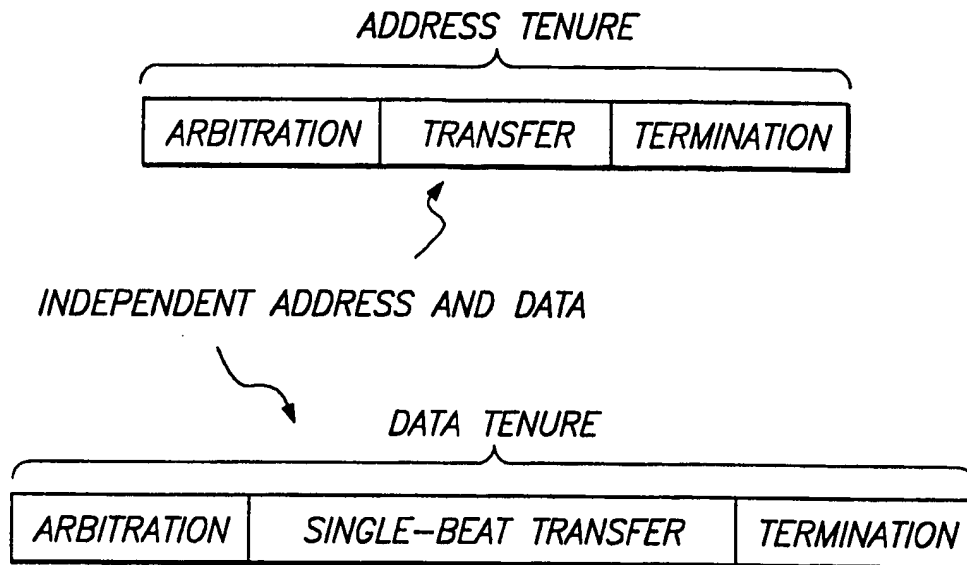 ADDRESS TENURE
ARBITRATION TRANSFER TERMINATION
INDEPENDENT ADDRESS AND DATA
DATA TENURE
ARBITRATION SINGLE-BEAT TRANSFER TERMINATION